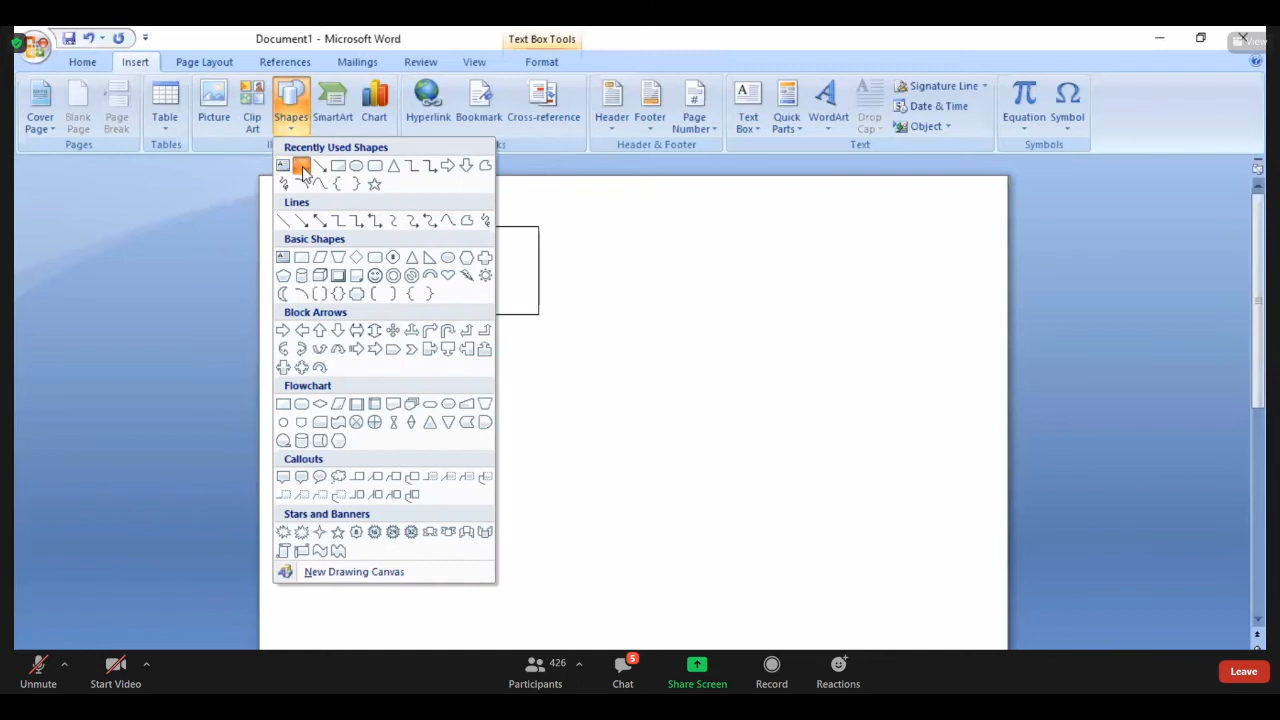 Document1 - Microsoft Word
Text Box Tools
View
Home
Insert
Page Layout
References
Mailings
Review
View
Format
Cover Page
Blank Page
Page Break
Table
Picture
Clip Art
Shapes
SmartArt
Chart
Hyperlink
Bookmark
Cross-reference
Header
Footer
Page Number
Text Box
Quick Parts
WordArt
Drop Cap
Signature Line
Date & Time
Object
Equation
Symbol
Pages
Tables
Header & Footer
Text
Symbols
Recently Used Shapes
Lines
Basic Shapes
Block Arrows
Flowchart
Callouts
Stars and Banners
New Drawing Canvas
Unmute
Start Video
426
Participants
5
Chat
Share Screen
Record
Reactions
Leave